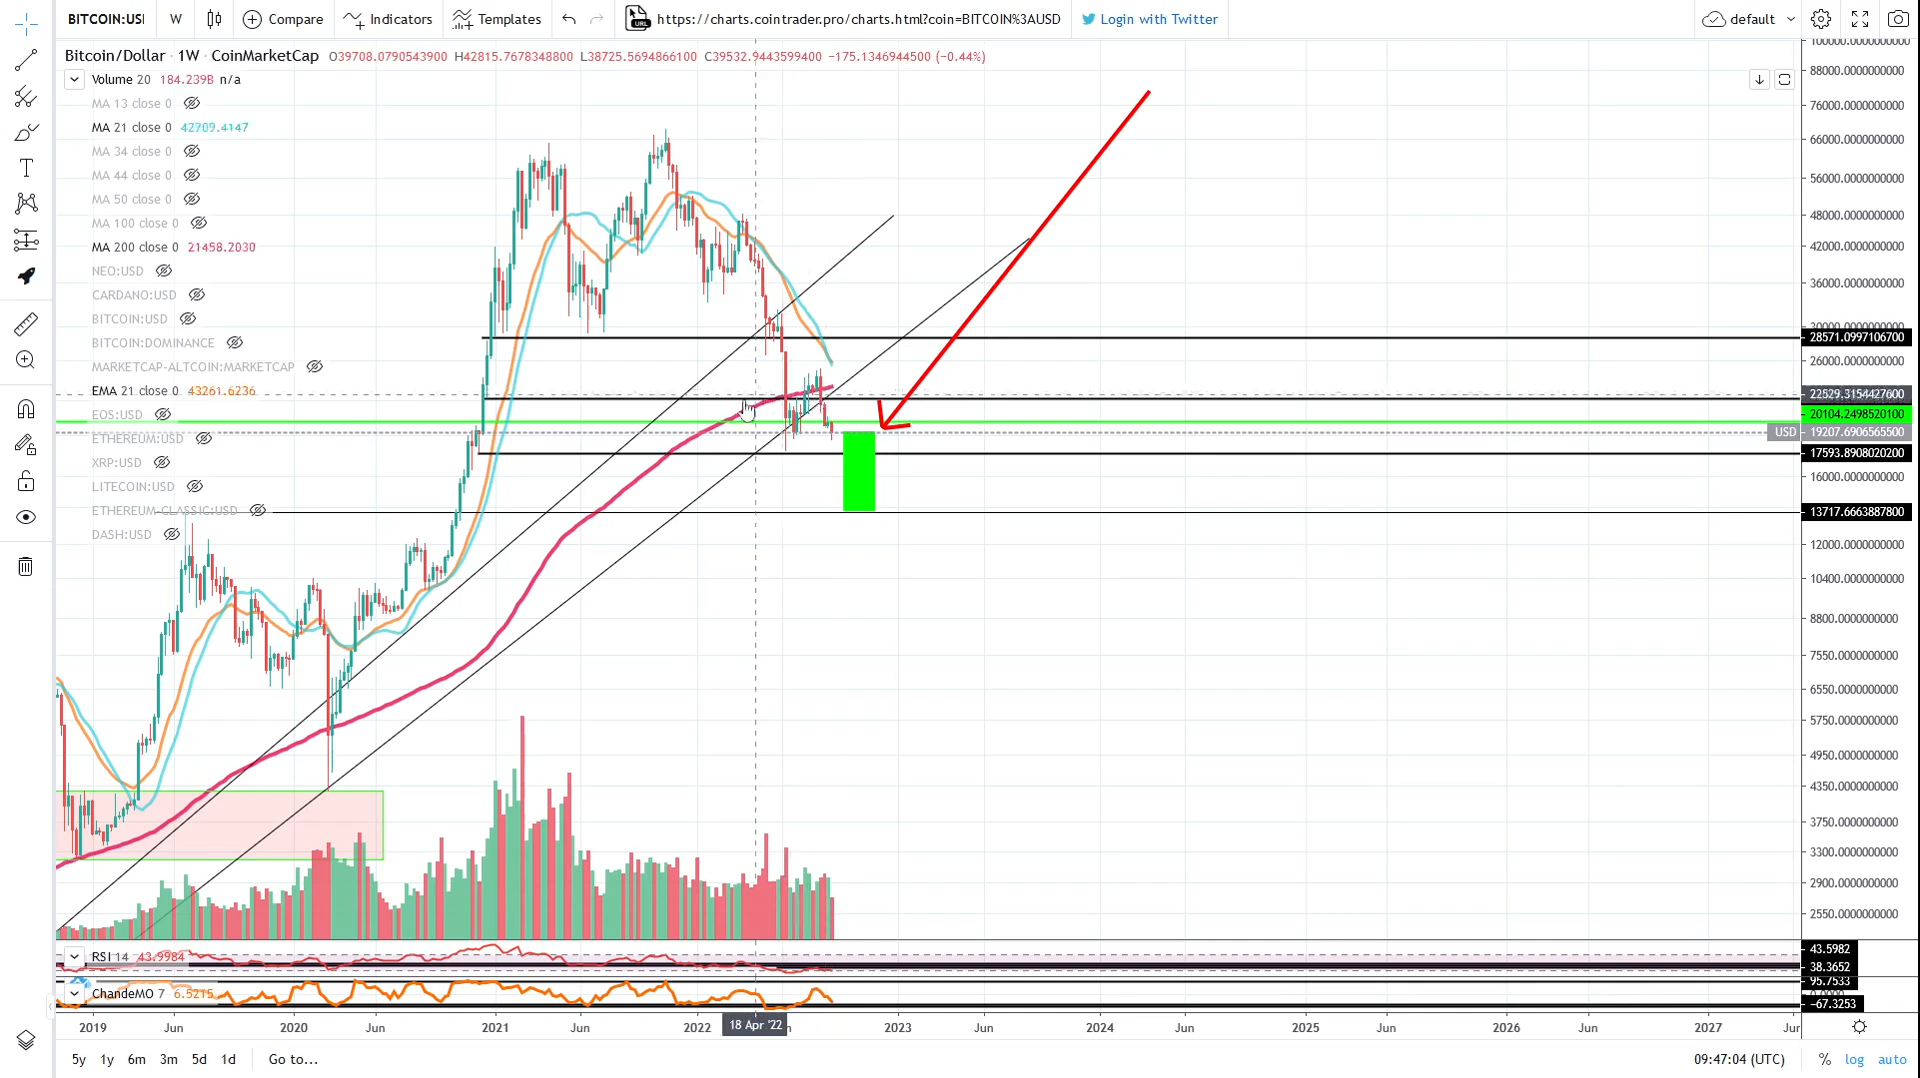 BITCOIN:USI W Compare Indicators Templates https://charts.cointrader.pro/charts.html?coin=BITCOIN%3AUSD Login with Twitter default
Bitcoin/Dollar · 1W · CoinMarketCap O39708.0790543900 H42815.7678348800 L38725.5694866100 C39532.9443599400 −175.1346944500 (−0.44%)
Volume 20 184.239B n/a
MA 13 close 0
MA 21 close 0 42709.4147
MA 34 close 0
MA 44 close 0
MA 50 close 0
MA 100 close 0
MA 200 close 0 21458.2030
NEO:USD
CARDANO:USD
BITCOIN:USD
BITCOIN:DOMINANCE
MARKETCAP-ALTCOIN:MARKETCAP
EMA 21 close 0 43261.6236
EOS:USD
ETHEREUM:USD
XRP:USD
LITECOIN:USD
ETHEREUM-CLASSIC:USD
DASH:USD
100000.0000000000
88000.0000000000
76000.0000000000
66000.0000000000
56000.0000000000
48000.0000000000
42000.0000000000
36000.0000000000
30000.0000000000
28571.0997106700
26000.0000000000
22529.3154427600
20104.2498520100
USD 19207.6906565500
17593.8908020200
16000.0000000000
13717.6663887800
12000.0000000000
10400.0000000000
8800.0000000000
7550.0000000000
6550.0000000000
5750.0000000000
4950.0000000000
4350.0000000000
3750.0000000000
3300.0000000000
2900.0000000000
2550.0000000000
RSI 14 43.9984
43.5982
38.3652
ChandeMO 7 6.5215
95.7533
−67.3253
2019 Jun 2020 Jun 2021 Jun 2022 18 Apr '22 2023 Jun 2024 Jun 2025 Jun 2026 Jun 2027 Jur
5y 1y 6m 3m 5d 1d Go to... 09:47:04 (UTC) % log auto